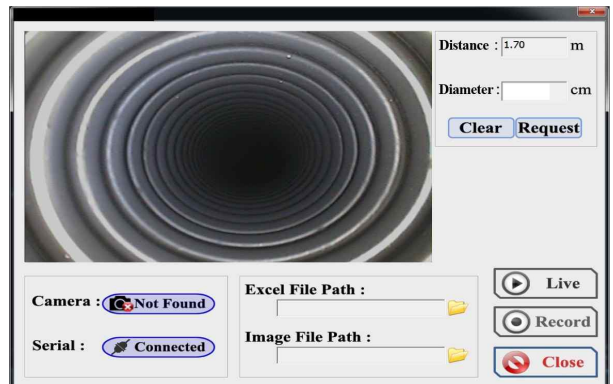 Distance : 1.70 m
Diameter : cm
Clear Request
Camera : Not Found
Serial : Connected
Excel File Path :
Image File Path :
Live
Record
Close